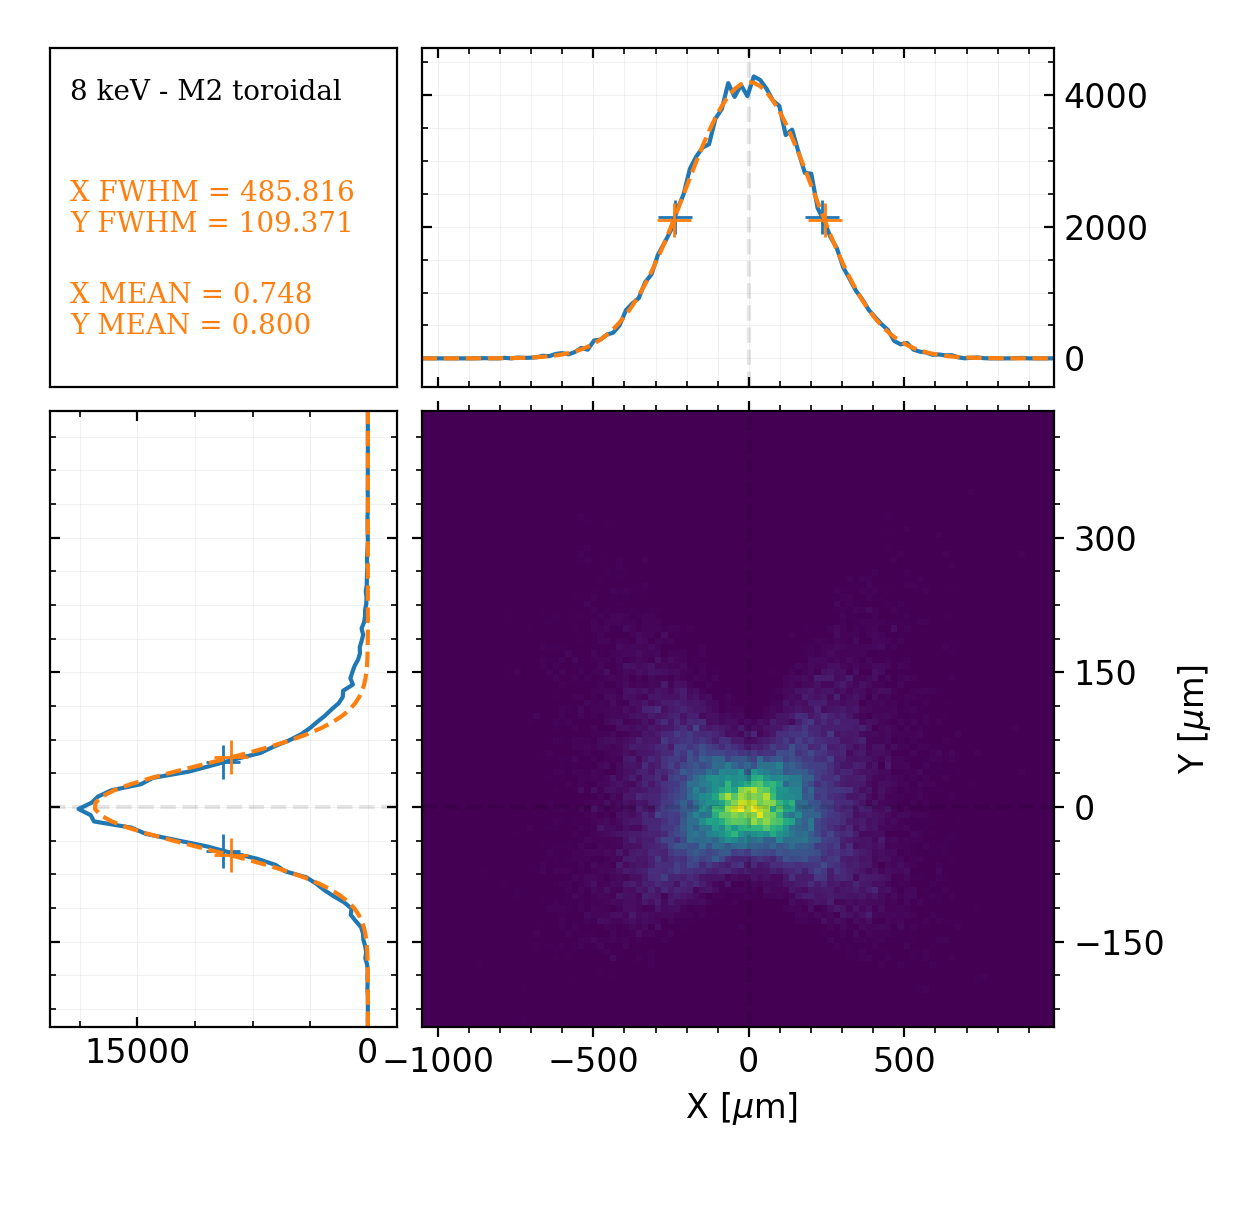 8 keV - M2 toroidal
X FWHM = 485.816
Y FWHM = 109.371
X MEAN = 0.748
Y MEAN = 0.800
4000
2000
0
300
150
0
−150
Y [μm]
15000
0
−1000
−500
0
500
X [μm]